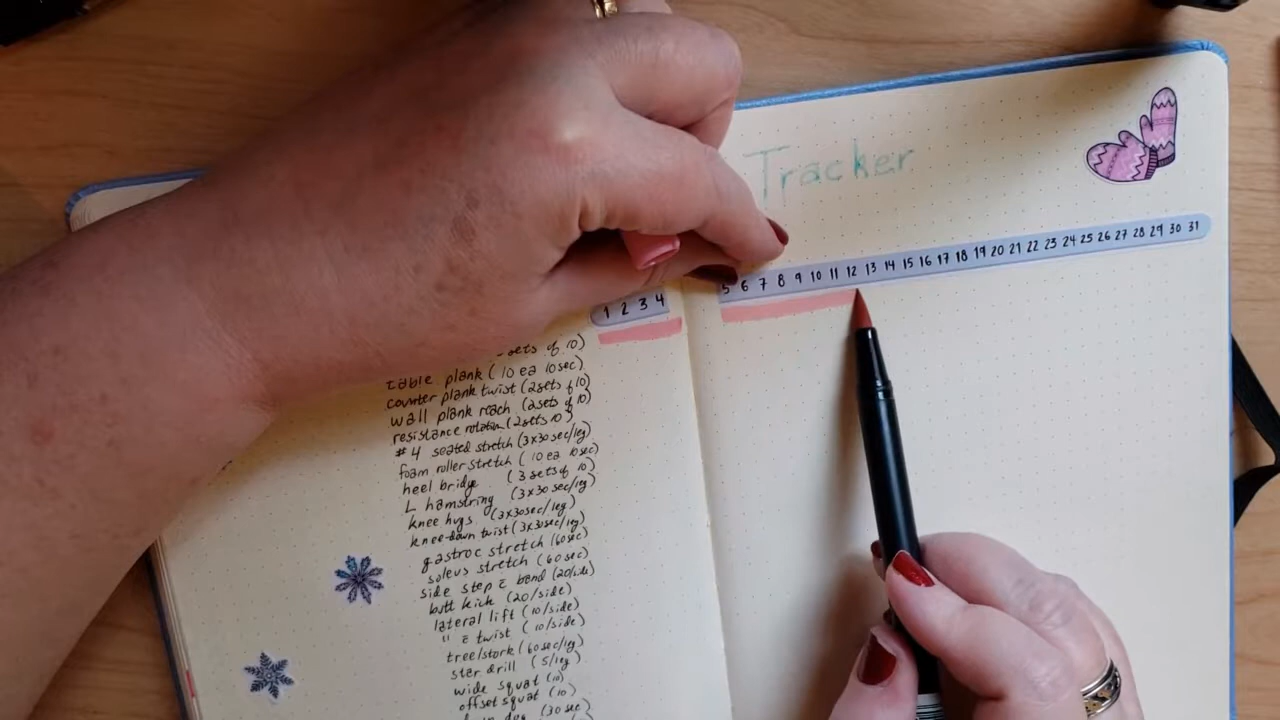 Tracker
1 2 3 4 5 6 7 8 9 10 11 12 13 14 15 16 17 18 19 20 21 22 23 24 25 26 27 28 29 30 31
sets of 10)
table plank (10 ea 10sec)
counter plank twist (2sets of 10)
wall plank reach (2sets of 10)
resistance rotation (2sets 10)
#4 seated stretch (3x30sec/leg)
foam roller stretch (10 ea 10sec)
heel bridge (3 sets of 10)
L hamstring (3x30sec/leg)
knee hugs (3x30sec/leg)
knee-down twist (3x30sec/leg)
gastroc stretch (60sec)
soleus stretch (60sec)
side step c̄ band (20/side)
butt kick (20/side)
lateral lift (10/side)
" c̄ twist (10/side)
tree/stork (60sec/leg)
star drill (5/leg)
wide squat (10)
offset squat (10)
(30sec